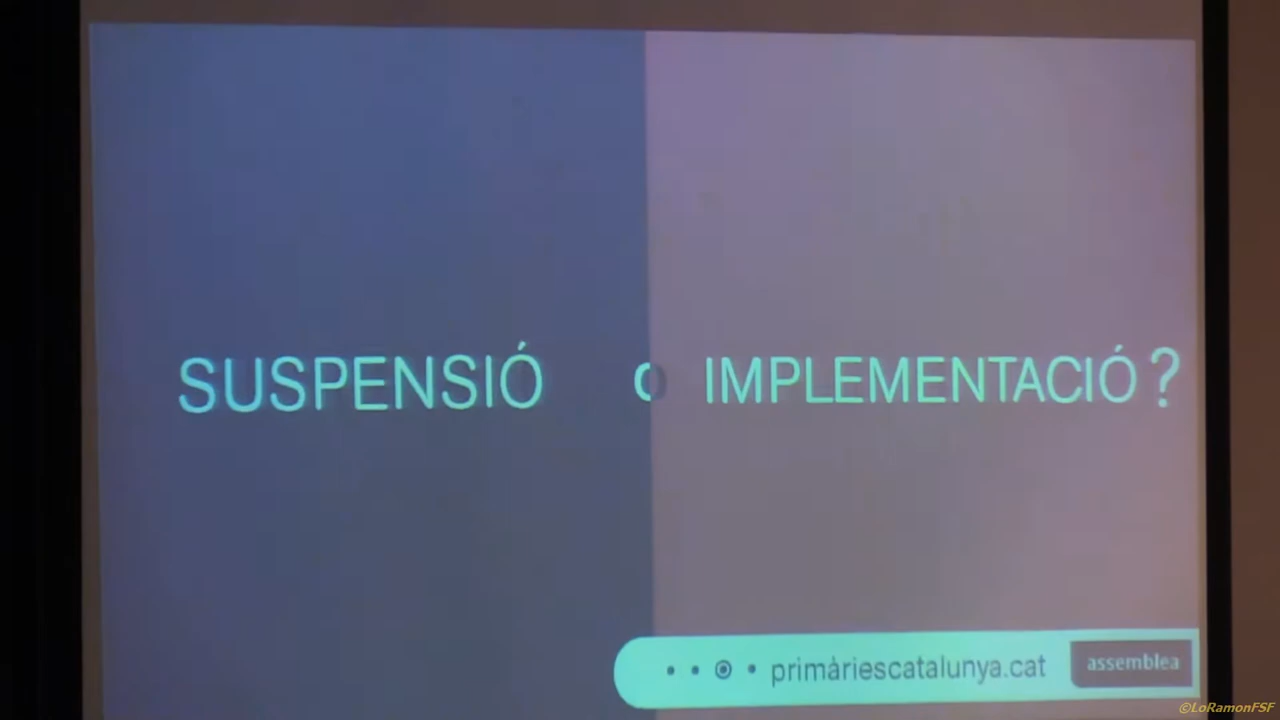 SUSPENSIÓ o IMPLEMENTACIÓ?
primàriescatalunya.cat assemblea
©LoRamonFSF